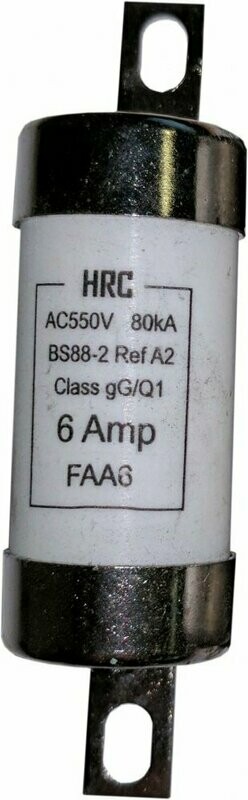 HRC
AC550V 80kA
BS88-2 Ref A2
Class gG/Q1
6 Amp
FAA6